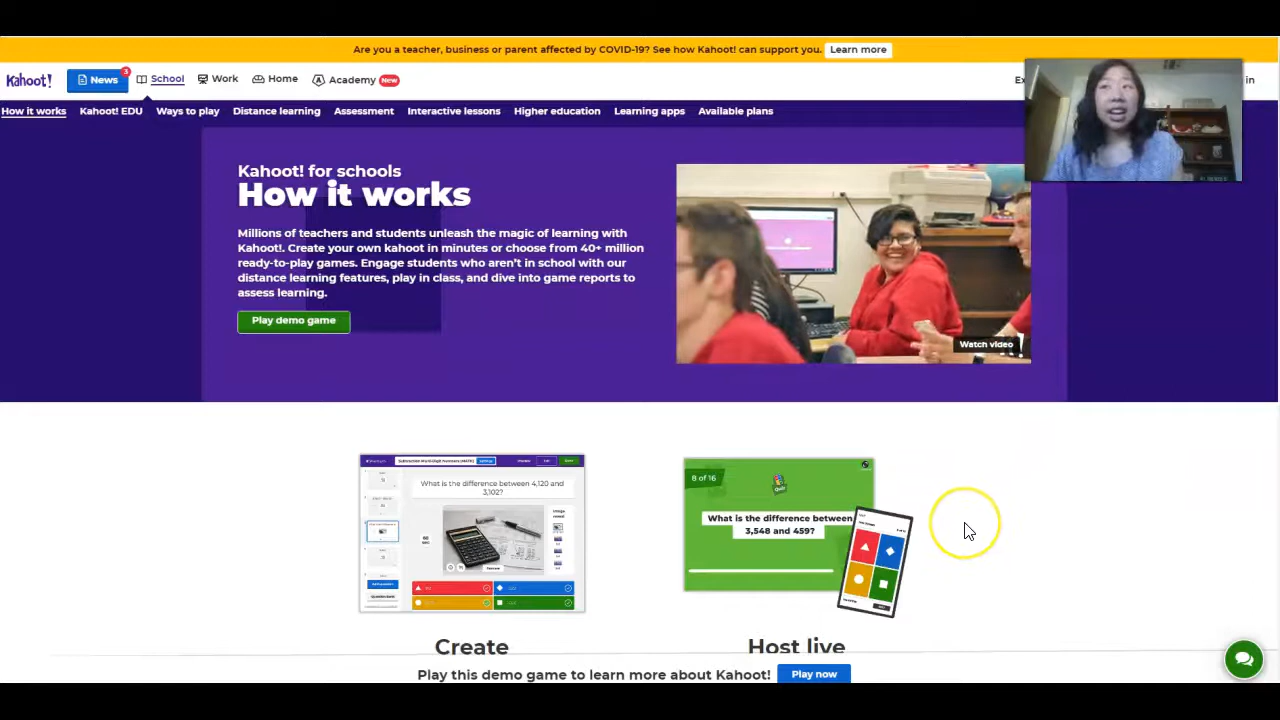 Are you a teacher, business or parent affected by COVID-19? See how Kahoot! can support you. Learn more
Kahoot! News 3 School Work Home Academy New Ex in
How it works Kahoot! EDU Ways to play Distance learning Assessment Interactive lessons Higher education Learning apps Available plans
Kahoot! for schools
How it works
Millions of teachers and students unleash the magic of learning with
Kahoot!. Create your own kahoot in minutes or choose from 40+ million
ready-to-play games. Engage students who aren't in school with our
distance learning features, play in class, and dive into game reports to
assess learning.
Play demo game
Watch video
What is the difference between 4,120 and
3,102?
8 of 16
Quiz
What is the difference between
3,548 and 459?
Create
Host live
Play this demo game to learn more about Kahoot! Play now